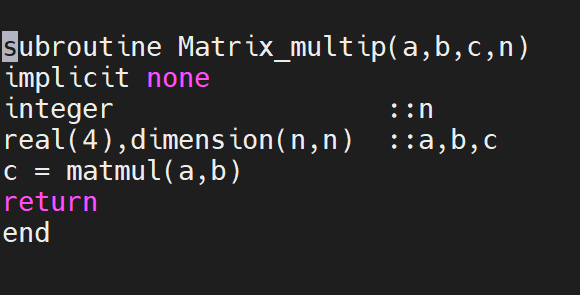 subroutine Matrix_multip(a,b,c,n)
implicit none
integer                  ::n
real(4),dimension(n,n)  ::a,b,c
c = matmul(a,b)
return
end